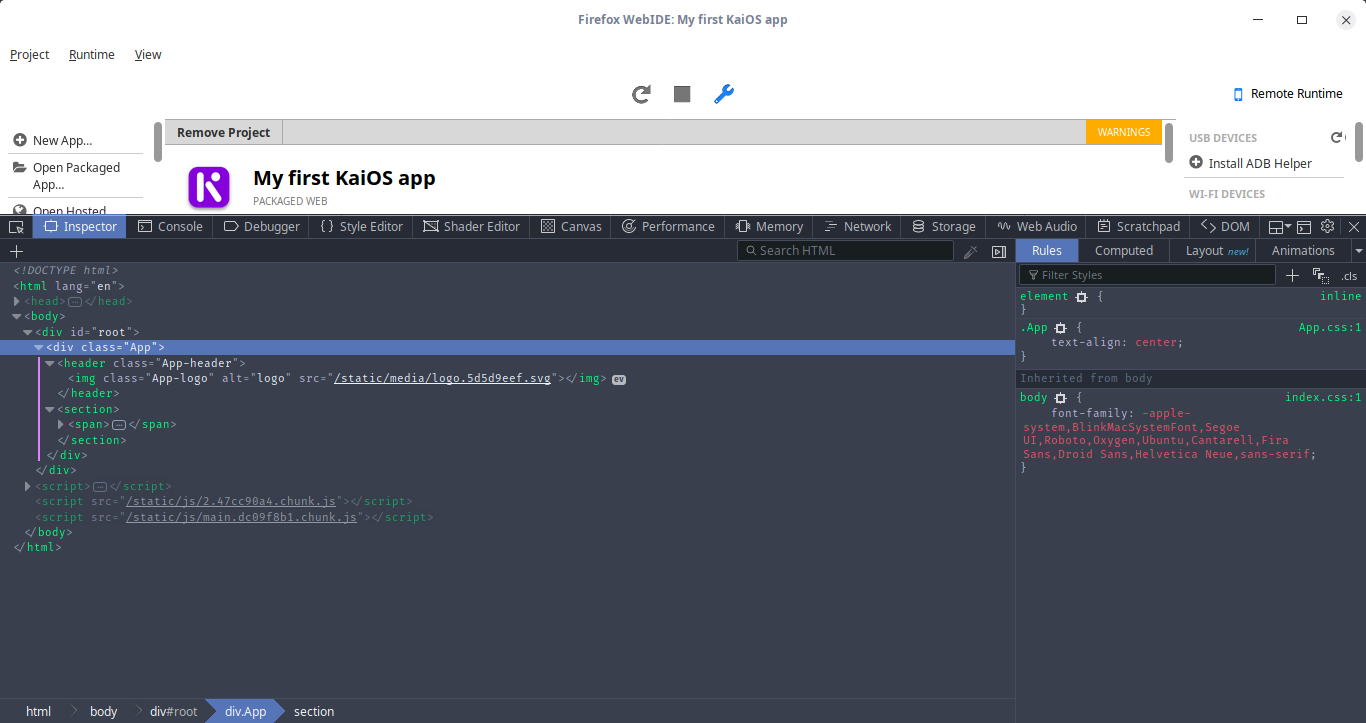 Firefox WebIDE: My first KaiOS app
Project Runtime View
Remote Runtime
New App...
Open Packaged
App...
Open Hosted
Remove Project
WARNINGS
My first KaiOS app
PACKAGED WEB
USB DEVICES
Install ADB Helper
WI-FI DEVICES
Inspector Console Debugger Style Editor Shader Editor Canvas Performance Memory Network Storage Web Audio Scratchpad DOM
Search HTML
<!DOCTYPE html>
<html lang="en">
<head></head>
<body>
<div id="root">
<div class="App">
<header class="App-header">
<img class="App-logo" alt="logo" src="/static/media/logo.5d5d9eef.svg"></img> ev
</header>
<section>
<span></span>
</section>
</div>
</div>
<script></script>
<script src="/static/js/2.47cc90a4.chunk.js"></script>
<script src="/static/js/main.dc09f8b1.chunk.js"></script>
</body>
</html>
Rules Computed Layout new! Animations
Filter Styles
.cls
element { inline
}
.App { App.css:1
text-align: center;
}
Inherited from body
body { index.css:1
font-family: -apple-
system,BlinkMacSystemFont,Segoe
UI,Roboto,Oxygen,Ubuntu,Cantarell,Fira
Sans,Droid Sans,Helvetica Neue,sans-serif;
}
html body div#root div.App section